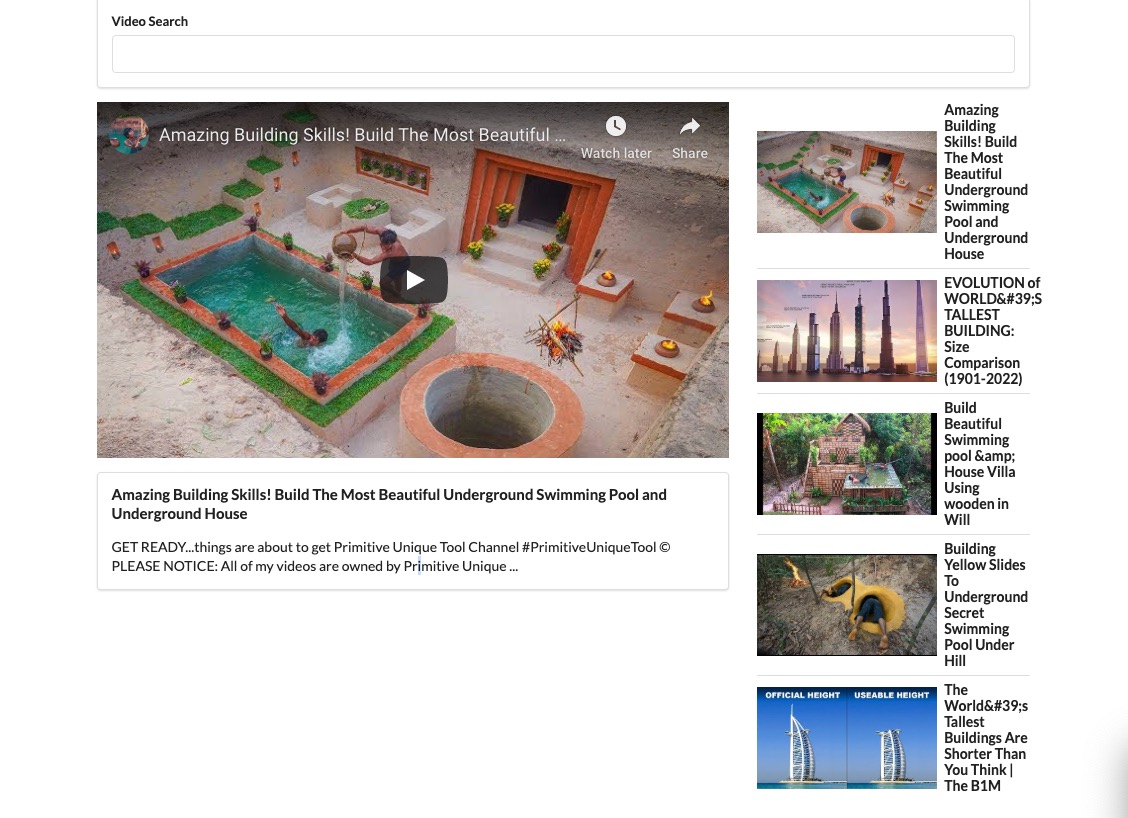 Video Search
Amazing Building Skills! Build The Most Beautiful ...
Watch later
Share
Amazing Building Skills! Build The Most Beautiful Underground Swimming Pool and
Underground House
GET READY...things are about to get Primitive Unique Tool Channel #PrimitiveUniqueTool ©
PLEASE NOTICE: All of my videos are owned by Primitive Unique ...
Amazing
Building
Skills! Build
The Most
Beautiful
Underground
Swimming
Pool and
Underground
House
EVOLUTION of
WORLD&#39;S
TALLEST
BUILDING:
Size
Comparison
(1901-2022)
Build
Beautiful
Swimming
pool &amp;
House Villa
Using
wooden in
Will
Building
Yellow Slides
To
Underground
Secret
Swimming
Pool Under
Hill
OFFICIAL HEIGHT
USEABLE HEIGHT
The
World&#39;s
Tallest
Buildings Are
Shorter Than
You Think |
The B1M